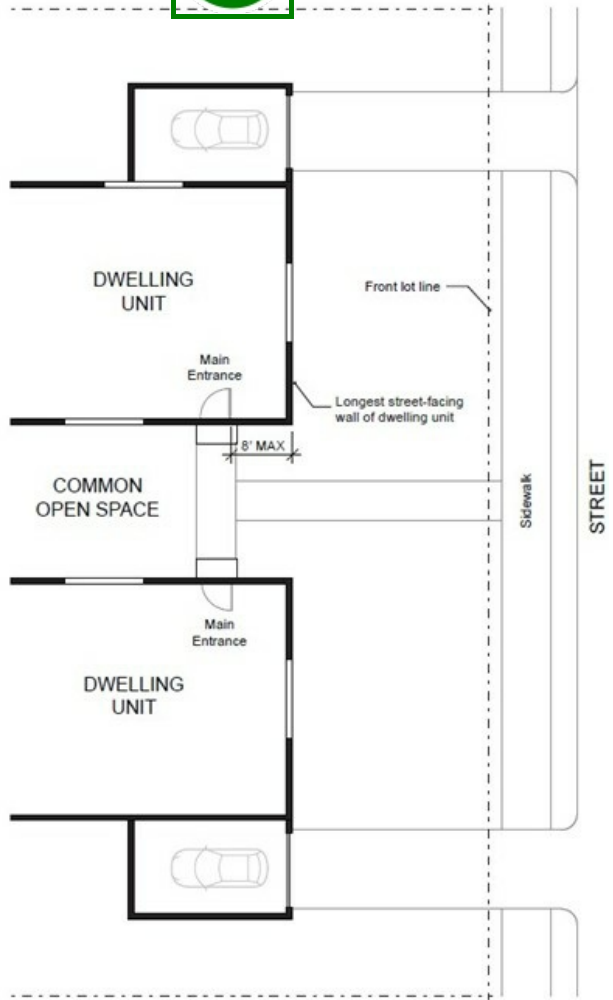 DWELLING
UNIT
Front lot line
Main
Entrance
Longest street-facing
wall of dwelling unit
8' MAX
COMMON
OPEN SPACE
Sidewalk
STREET
Main
Entrance
DWELLING
UNIT